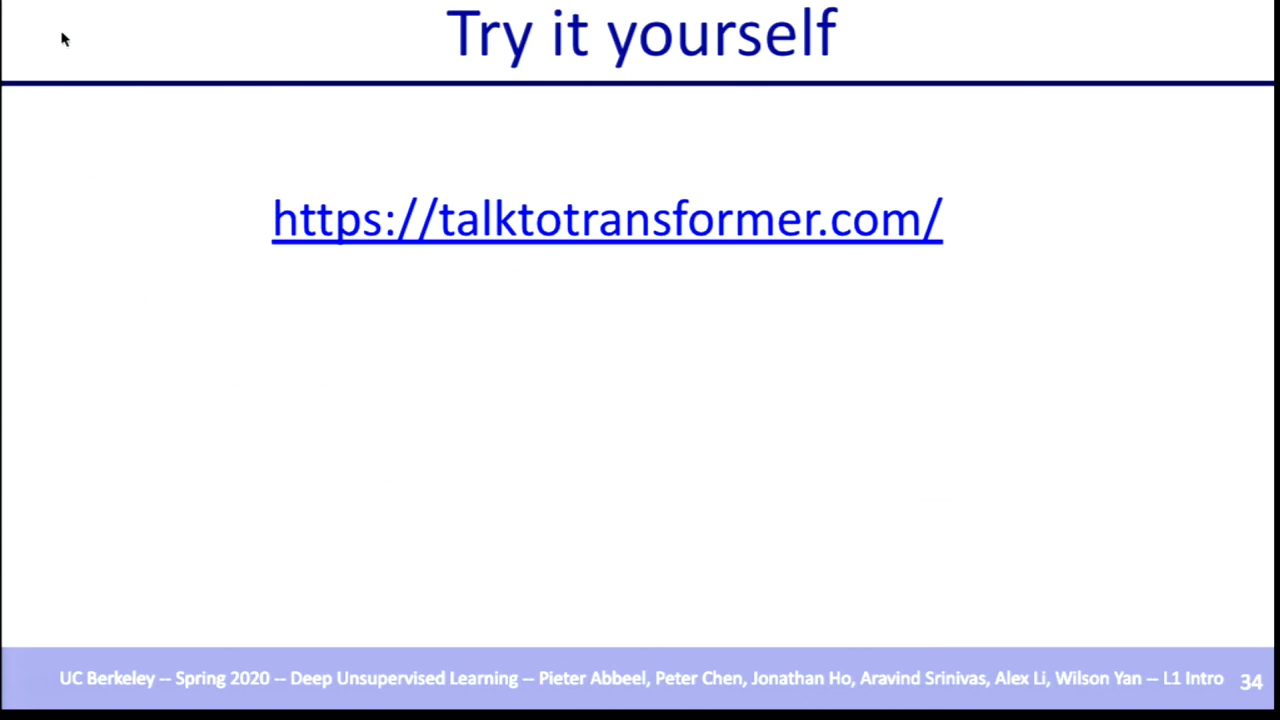 Try it yourself
https://talktotransformer.com/
UC Berkeley -- Spring 2020 -- Deep Unsupervised Learning -- Pieter Abbeel, Peter Chen, Jonathan Ho, Aravind Srinivas, Alex Li, Wilson Yan -- L1 Intro 34